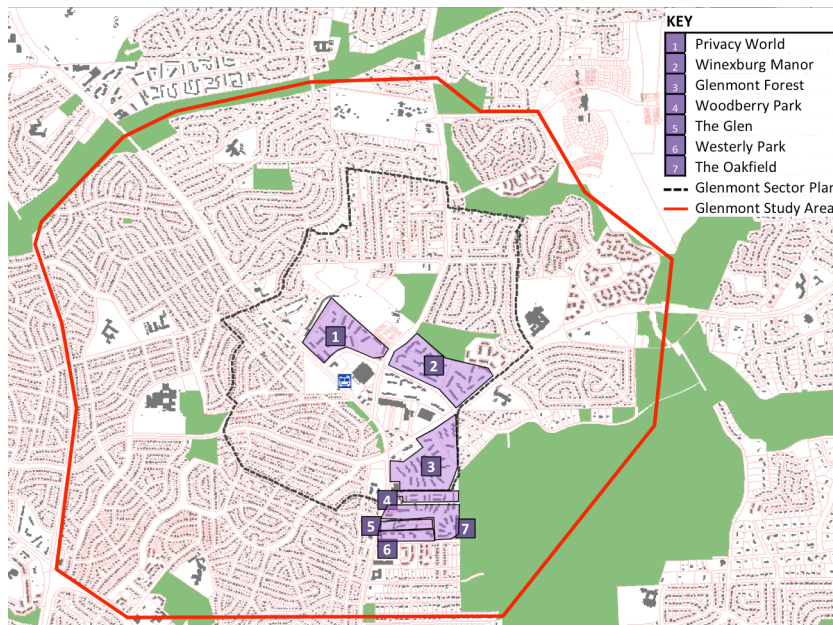 KEY
1 Privacy World
2 Winexburg Manor
3 Glenmont Forest
4 Woodberry Park
5 The Glen
6 Westerly Park
7 The Oakfield
Glenmont Sector Plan
Glenmont Study Area
1
2
3
4
5
7
6